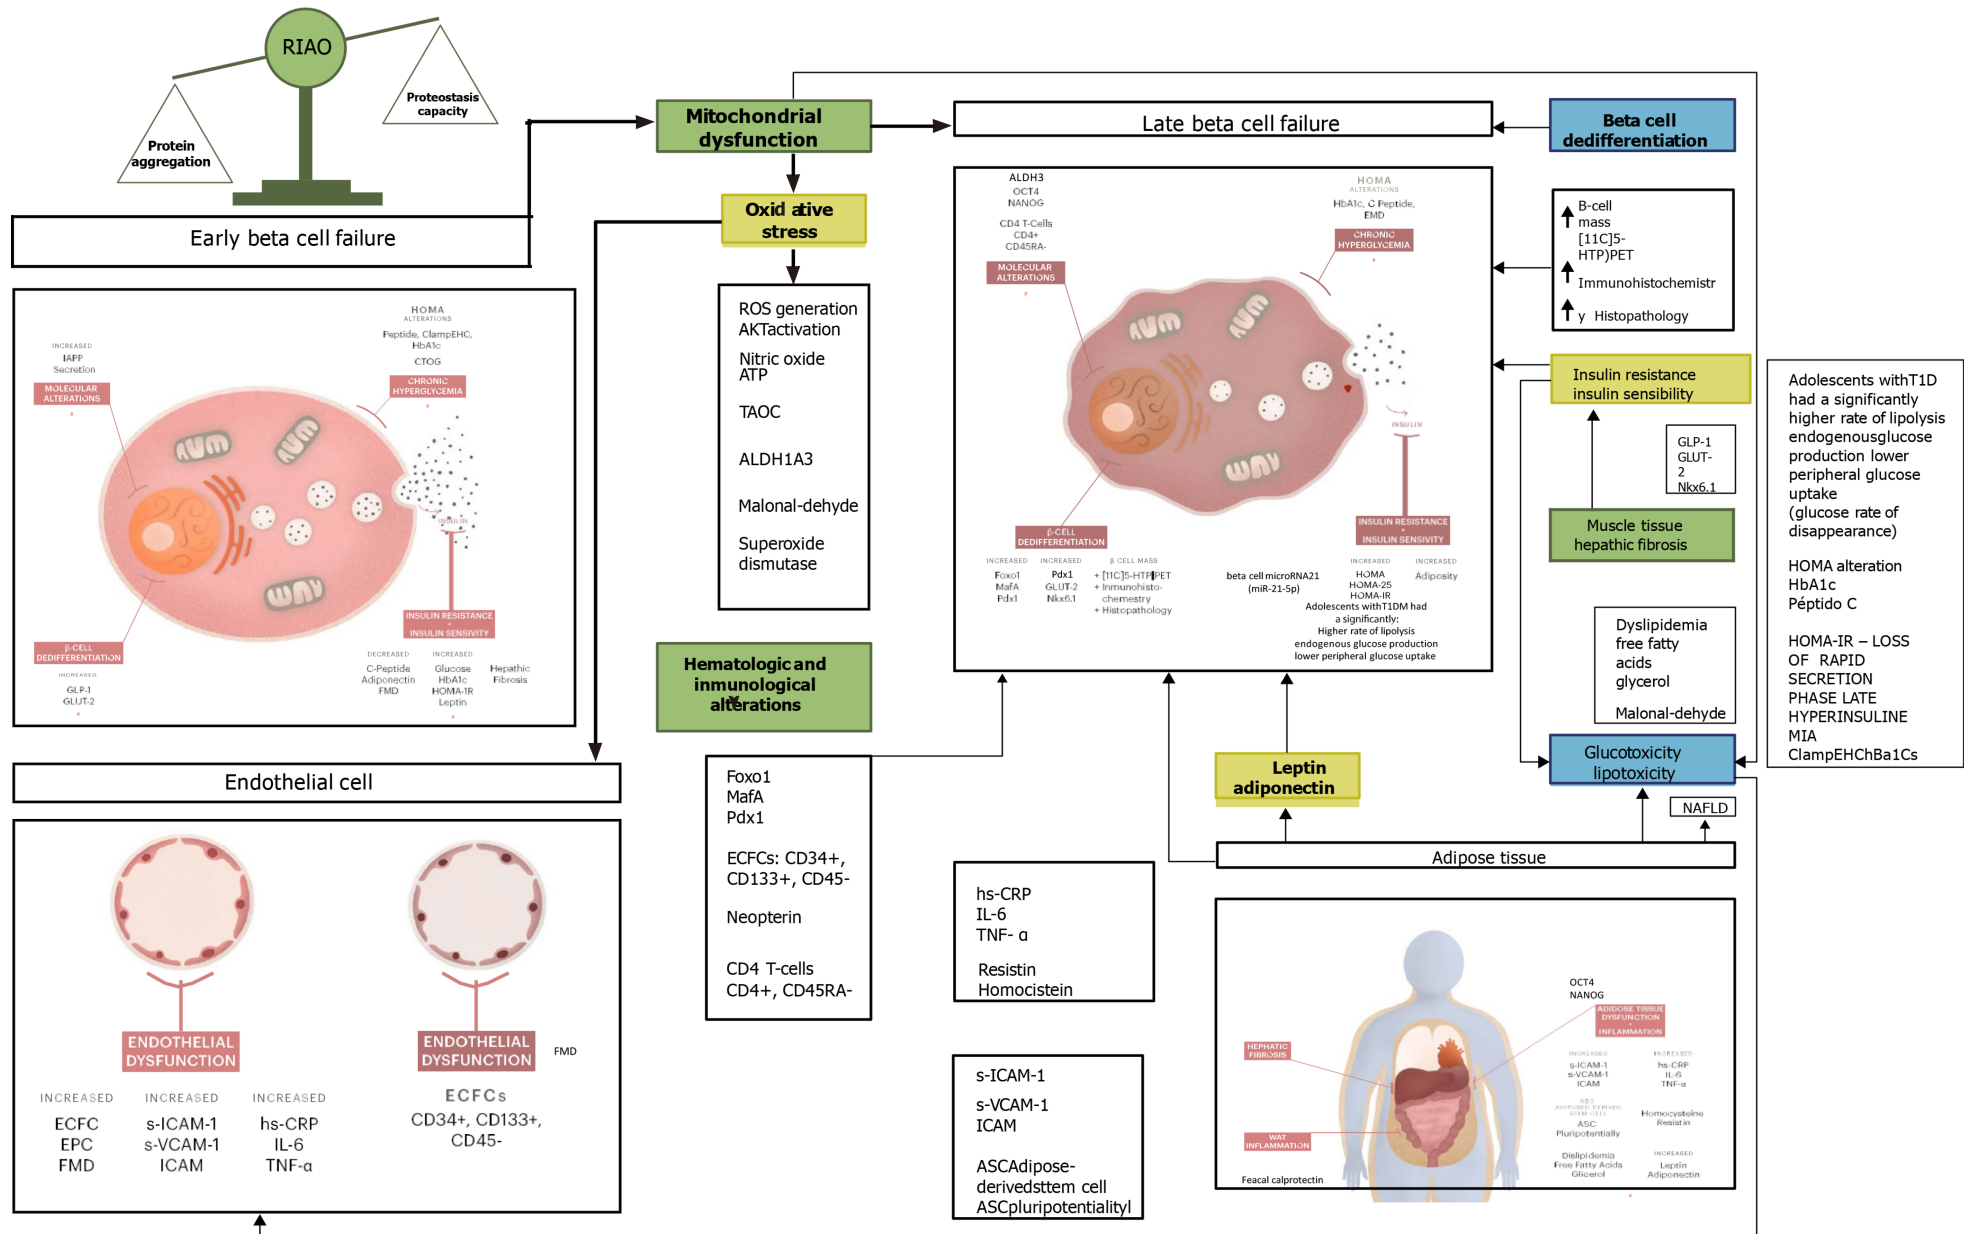 RIAO
Proteostasis
capacity
Protein
aggregation
Early beta cell failure
Mitochondrial
dysfunction
Late beta cell failure
Beta cell
dedifferentiation
Oxidative
stress
ROS generation
AKTactivation
Nitric oxide
ATP
TAOC
ALDH1A3
Malonal-dehyde
Superoxide
dismutase
HOMA
ALTERATIONS
Peptide, ClampEHC,
HbA1c
CTOG
CHRONIC
HYPERGLYCEMIA
INCREASED
IAPP
Secretion
MOLECULAR
ALTERATIONS
INSULIN
INSULIN RESISTANCE
+
INSULIN SENSIVITY
β-CELL
DEDIFFERENTIATION
INCREASED
GLP-1
GLUT-2
DECREASED
C-Peptide
Adiponectin
FMD
INCREASED
Glucose
HbA1c
HOMA-1R
Leptin
Hepathic
Fibrosis
ALDH3
OCT4
NANOG
CD4 T-Cells
CD4+
CD45RA-
MOLECULAR
ALTERATIONS
HOMA
ALTERATIONS
HbA1c, C Peptide,
EMD
CHRONIC
HYPERGLYCEMIA
INSULIN
β-CELL
DEDIFFERENTIATION
INSULIN RESISTANCE
+
INSULIN SENSIVITY
INCREASED
Foxo1
MafA
Pdx1
INCREASED
Pdx1
GLUT-2
Nkx6.1
β CELL MASS
+ [11C]5-HTP]PET
+ Inmunohisto-
chemestry
+ Histopathology
beta cell microRNA21
(miR-21-5p)
INCREASED
HOMA
HOMA-25
HOMA-IR
INCREASED
Adiposity
Adolescents withT1DM had
a significantly:
Higher rate of lipolysis
endogenous glucose production
lower peripheral glucose uptake
B-cell
mass
[11C]5-
HTP)PET
Immunohistochemistr
y Histopathology
Insulin resistance
insulin sensibility
GLP-1
GLUT-
2
Nkx6.1
Muscle tissue
hepathic fibrosis
Dyslipidemia
free fatty
acids
glycerol
Malonal-dehyde
Glucotoxicity
lipotoxicity
NAFLD
Adolescents withT1D
had a significantly
higher rate of lipolysis
endogenousglucose
production lower
peripheral glucose
uptake
(glucose rate of
disappearance)
HOMA alteration
HbA1c
Péptido C
HOMA-IR – LOSS
OF RAPID
SECRETION
PHASE LATE
HYPERINSULINE
MIA
ClampEHChBa1Cs
Hematologic and
inmunological
alterations
Foxo1
MafA
Pdx1
ECFCs: CD34+,
CD133+, CD45-
Neopterin
CD4 T-cells
CD4+, CD45RA-
Leptin
adiponectin
Adipose tissue
hs-CRP
IL-6
TNF- α
Resistin
Homocistein
s-ICAM-1
s-VCAM-1
ICAM
ASCAdipose-
derivedsttem cell
ASCpluripotentialityl
Endothelial cell
ENDOTHELIAL
DYSFUNCTION
INCREASED
ECFC
EPC
FMD
INCREASED
s-ICAM-1
s-VCAM-1
ICAM
INCREASED
hs-CRP
IL-6
TNF-α
ENDOTHELIAL
DYSFUNCTION
FMD
ECFCs
CD34+, CD133+,
CD45-
OCT4
NANOG
ADIDOSE TISSUE
DYSFUNCTION
+
INFLAMMATION
HEPHATIC
FIBROSIS
WAT
INFLAMMATION
Feacal calprotectin
INCREASED
s-ICAM-1
s-VCAM-1
ICAM
INCREASED
hs-CRP
IL-6
TNF-α
ASC
ADIPOSED DERIVED
STEM CELL
ASC
Pluripotentially
Homocysteine
Resistin
Dislipidemia
Free Fatty Acids
Glicerol
INCREASED
Leptin
Adiponectin